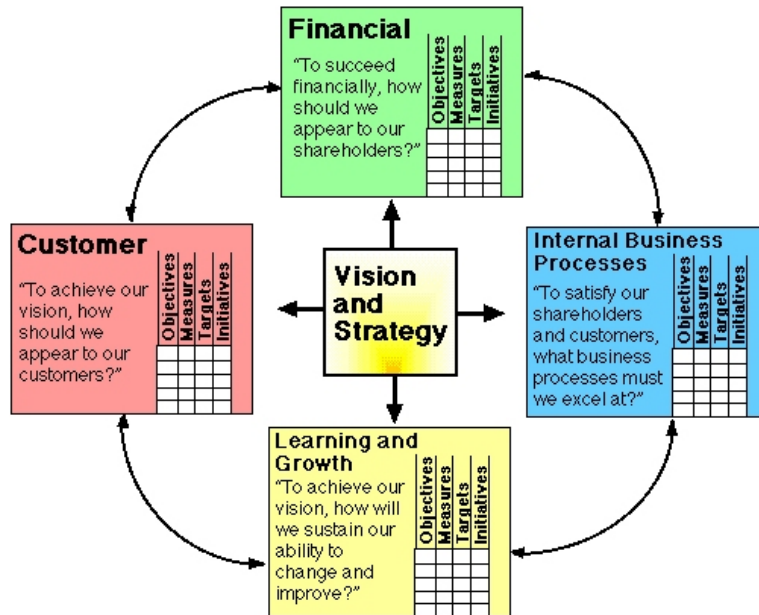 Financial
“To succeed
financially, how
should we
appear to our
shareholders?”
Objectives
Measures
Targets
Initiatives
Customer
“To achieve our
vision, how
should we
appear to our
customers?”
Objectives
Measures
Targets
Initiatives
Vision
and
Strategy
Internal Business
Processes
“To satisfy our
shareholders
and customers,
what business
processes must
we excel at?”
Objectives
Measures
Targets
Initiatives
Learning and
Growth
“To achieve our
vision, how will
we sustain our
ability to
change and
improve?”
Objectives
Measures
Targets
Initiatives